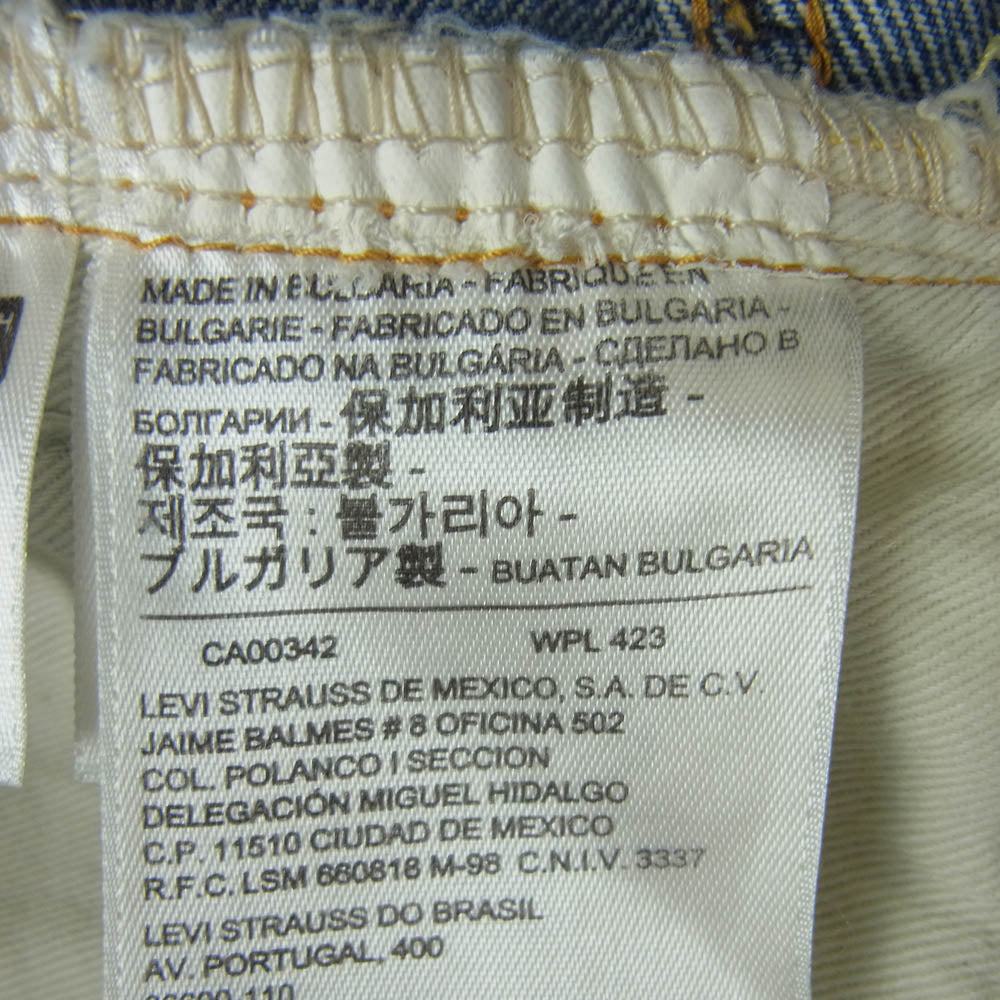 MADE IN BULGARIA - FABRIQUE EN
BULGARIE - FABRICADO EN BULGARIA -
FABRICADO NA BULGÁRIA - СДЕЛАНО В
БОЛГАРИИ - 保加利亚制造 -
保加利亞製 -
제조국 : 불가리아 -
ブルガリア製 - BUATAN BULGARIA
CA00342 WPL 423
LEVI STRAUSS DE MEXICO, S.A. DE C.V.
JAIME BALMES # 8 OFICINA 502
COL. POLANCO I SECCION
DELEGACIÓN MIGUEL HIDALGO
C.P. 11510 CIUDAD DE MEXICO
R.F.C. LSM 660818 M-98 C.N.I.V. 3337
LEVI STRAUSS DO BRASIL
AV. PORTUGAL, 400